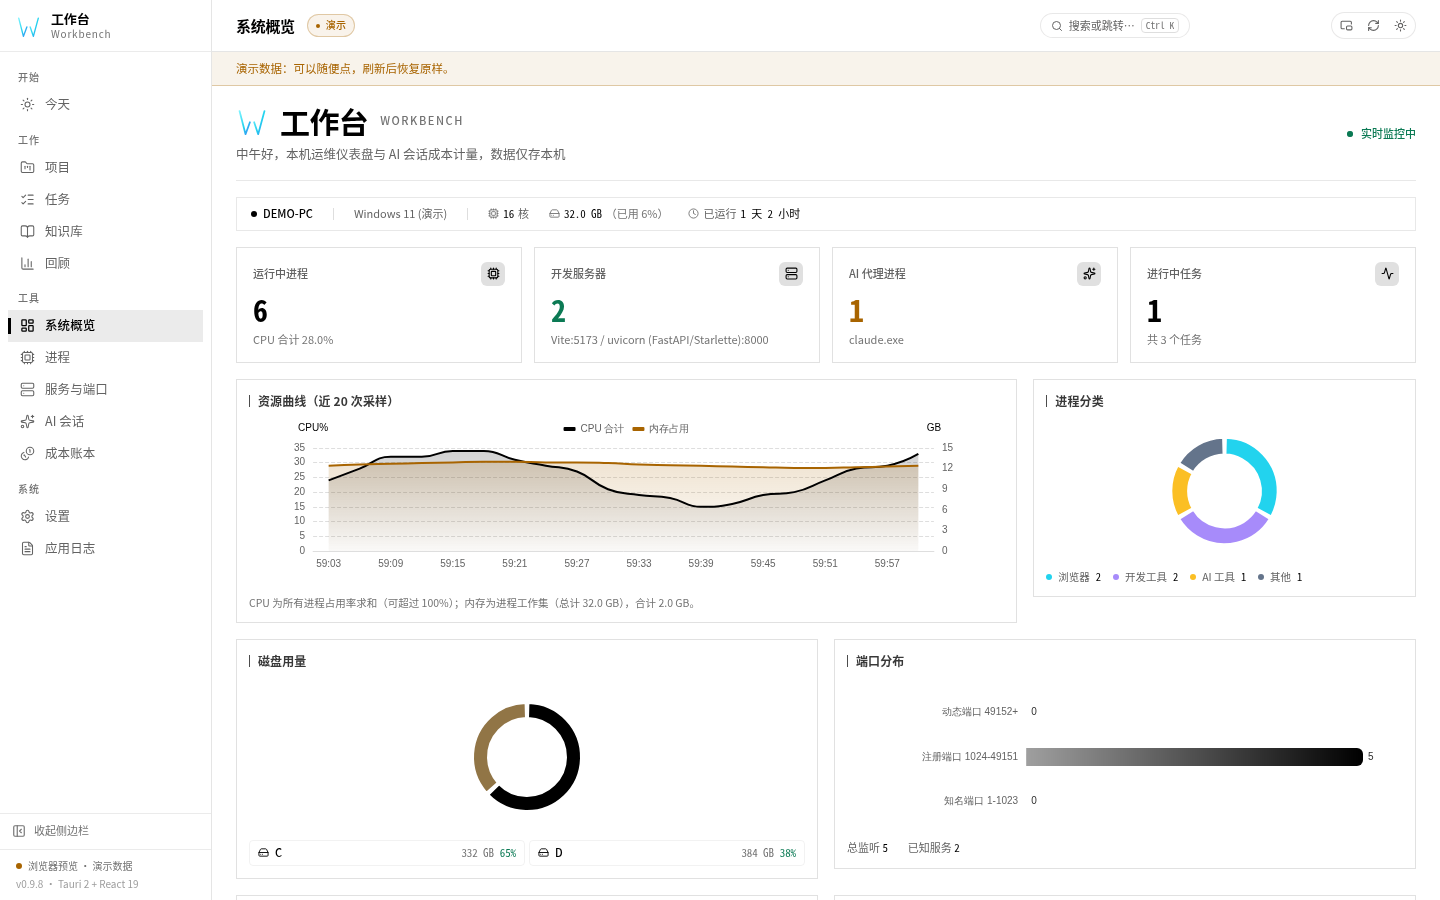 工作台
Workbench
开始
今天
工作
项目
任务
知识库
回顾
工具
系统概览
进程
服务与端口
AI 会话
成本账本
系统
设置
应用日志
收起侧边栏
浏览器预览 · 演示数据
v0.9.8 · Tauri 2 + React 19
系统概览
演示
搜索或跳转… Ctrl K
演示数据：可以随便点，刷新后恢复原样。
工作台 WORKBENCH
中午好，本机运维仪表盘与 AI 会话成本计量，数据仅存本机
实时监控中
DEMO-PC Windows 11 (演示) 16 核 32.0 GB （已用 6%） 已运行 1 天 2 小时
运行中进程
6
CPU 合计 28.0%
开发服务器
2
Vite:5173 / uvicorn (FastAPI/Starlette):8000
AI 代理进程
1
claude.exe
进行中任务
1
共 3 个任务
资源曲线（近 20 次采样）
CPU% CPU 合计 内存占用 GB
35 30 25 20 15 10 5 0
15 12 9 6 3 0
59:03 59:09 59:15 59:21 59:27 59:33 59:39 59:45 59:51 59:57
CPU 为所有进程占用率求和（可超过 100%）；内存为进程工作集（总计 32.0 GB），合计 2.0 GB。
进程分类
浏览器 2 开发工具 2 AI 工具 1 其他 1
磁盘用量
C 332 GB 65%
D 384 GB 38%
端口分布
动态端口 49152+ 0
注册端口 1024-49151 5
知名端口 1-1023 0
总监听 5 已知服务 2